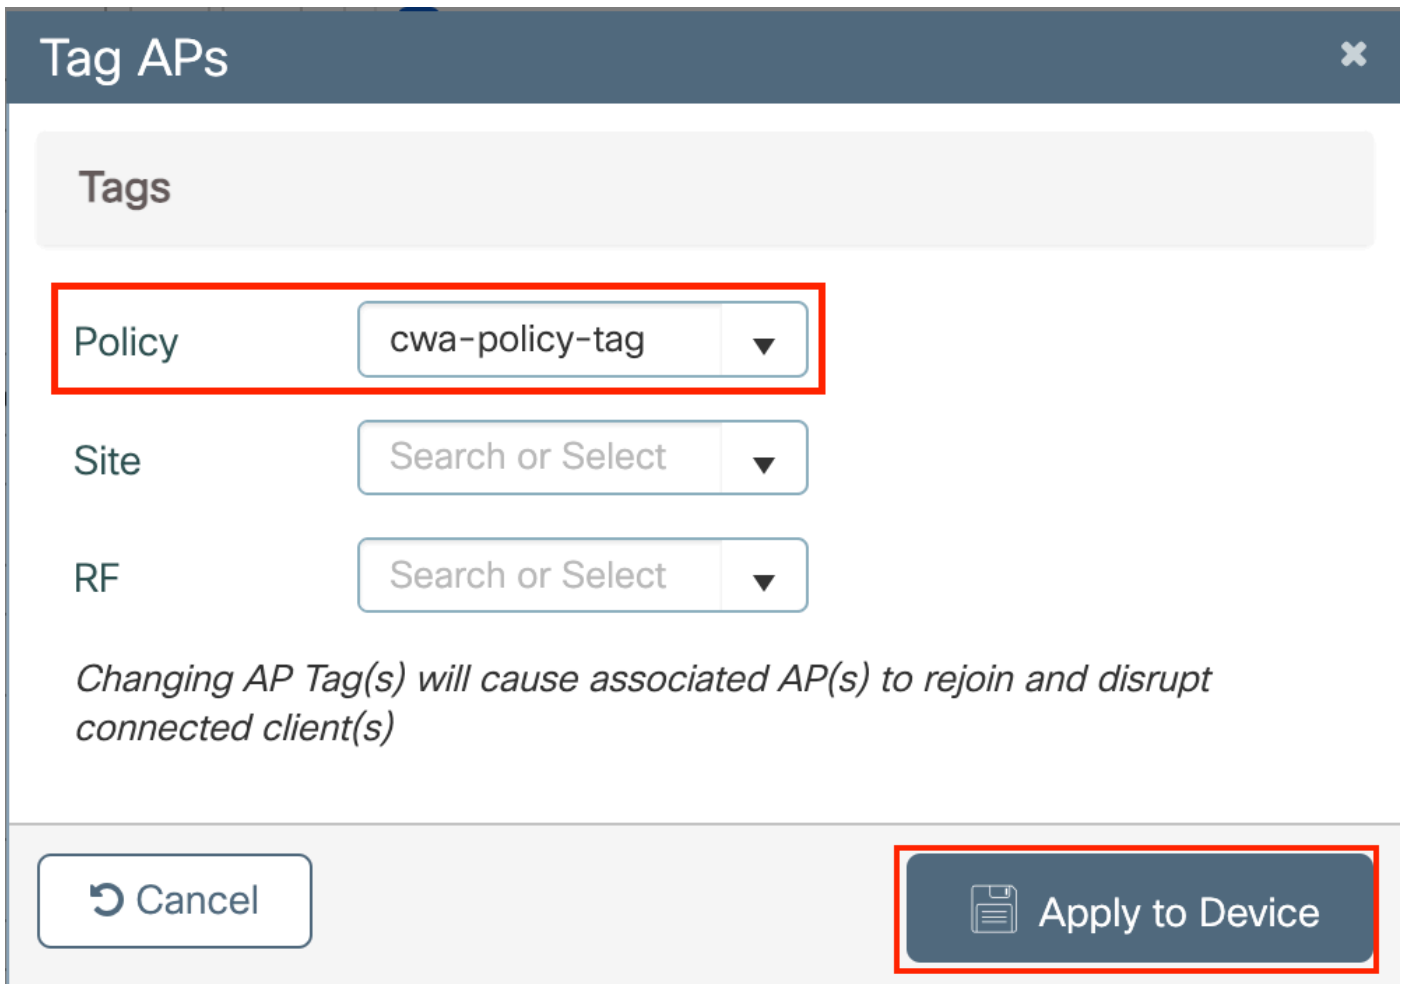 Tag APs
Tags
Policy
cwa-policy-tag
Site
Search or Select
RF
Search or Select
Changing AP Tag(s) will cause associated AP(s) to rejoin and disrupt
connected client(s)
Cancel
Apply to Device